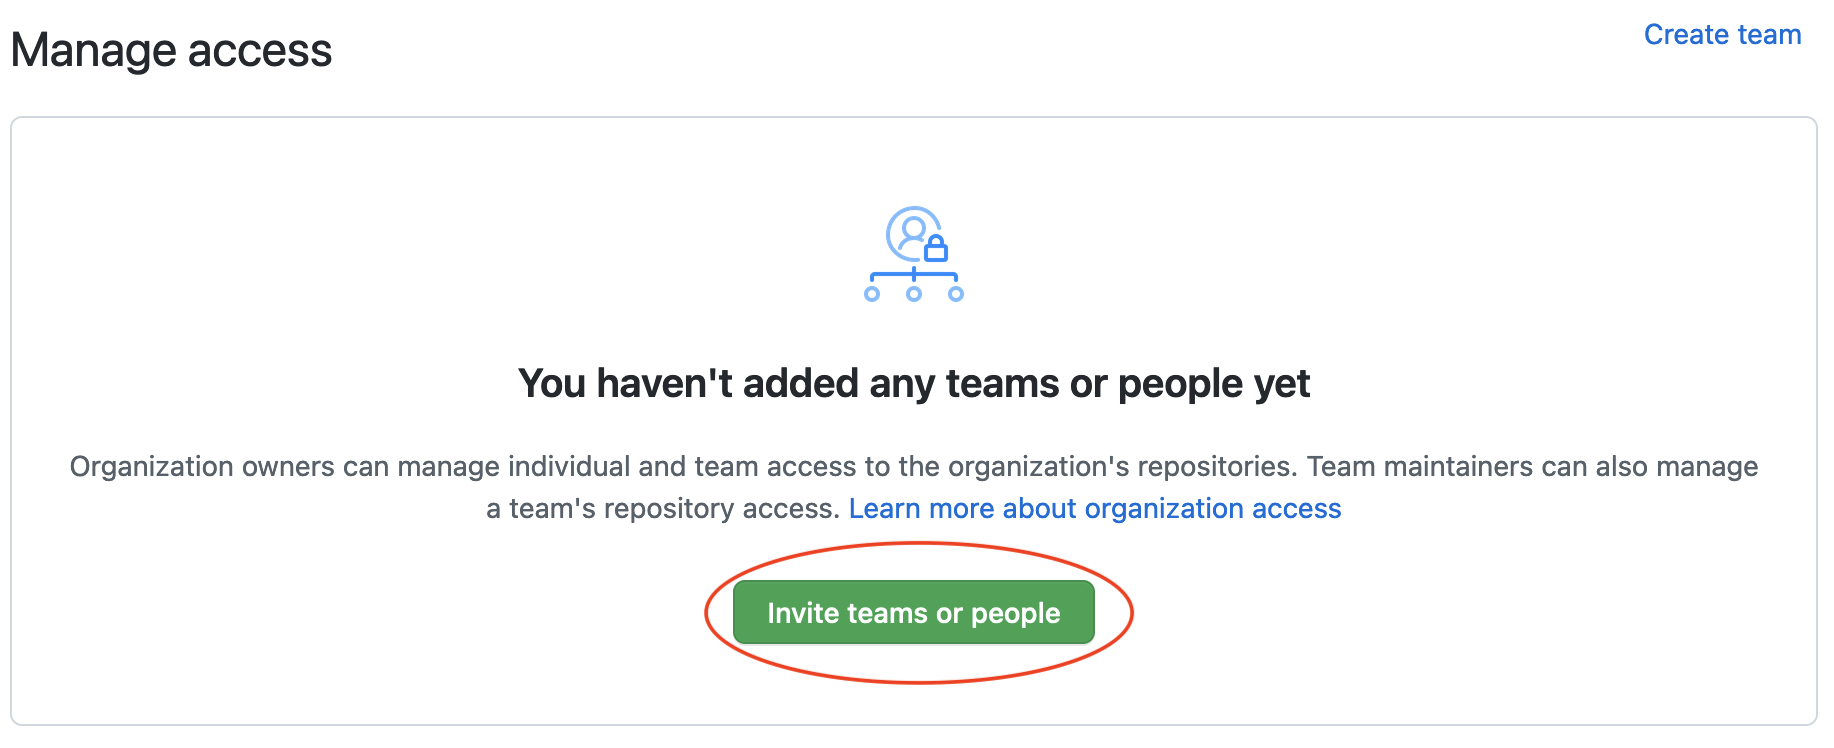 Manage access
Create team
You haven't added any teams or people yet
Organization owners can manage individual and team access to the organization's repositories. Team maintainers can also manage
a team's repository access. Learn more about organization access
Invite teams or people